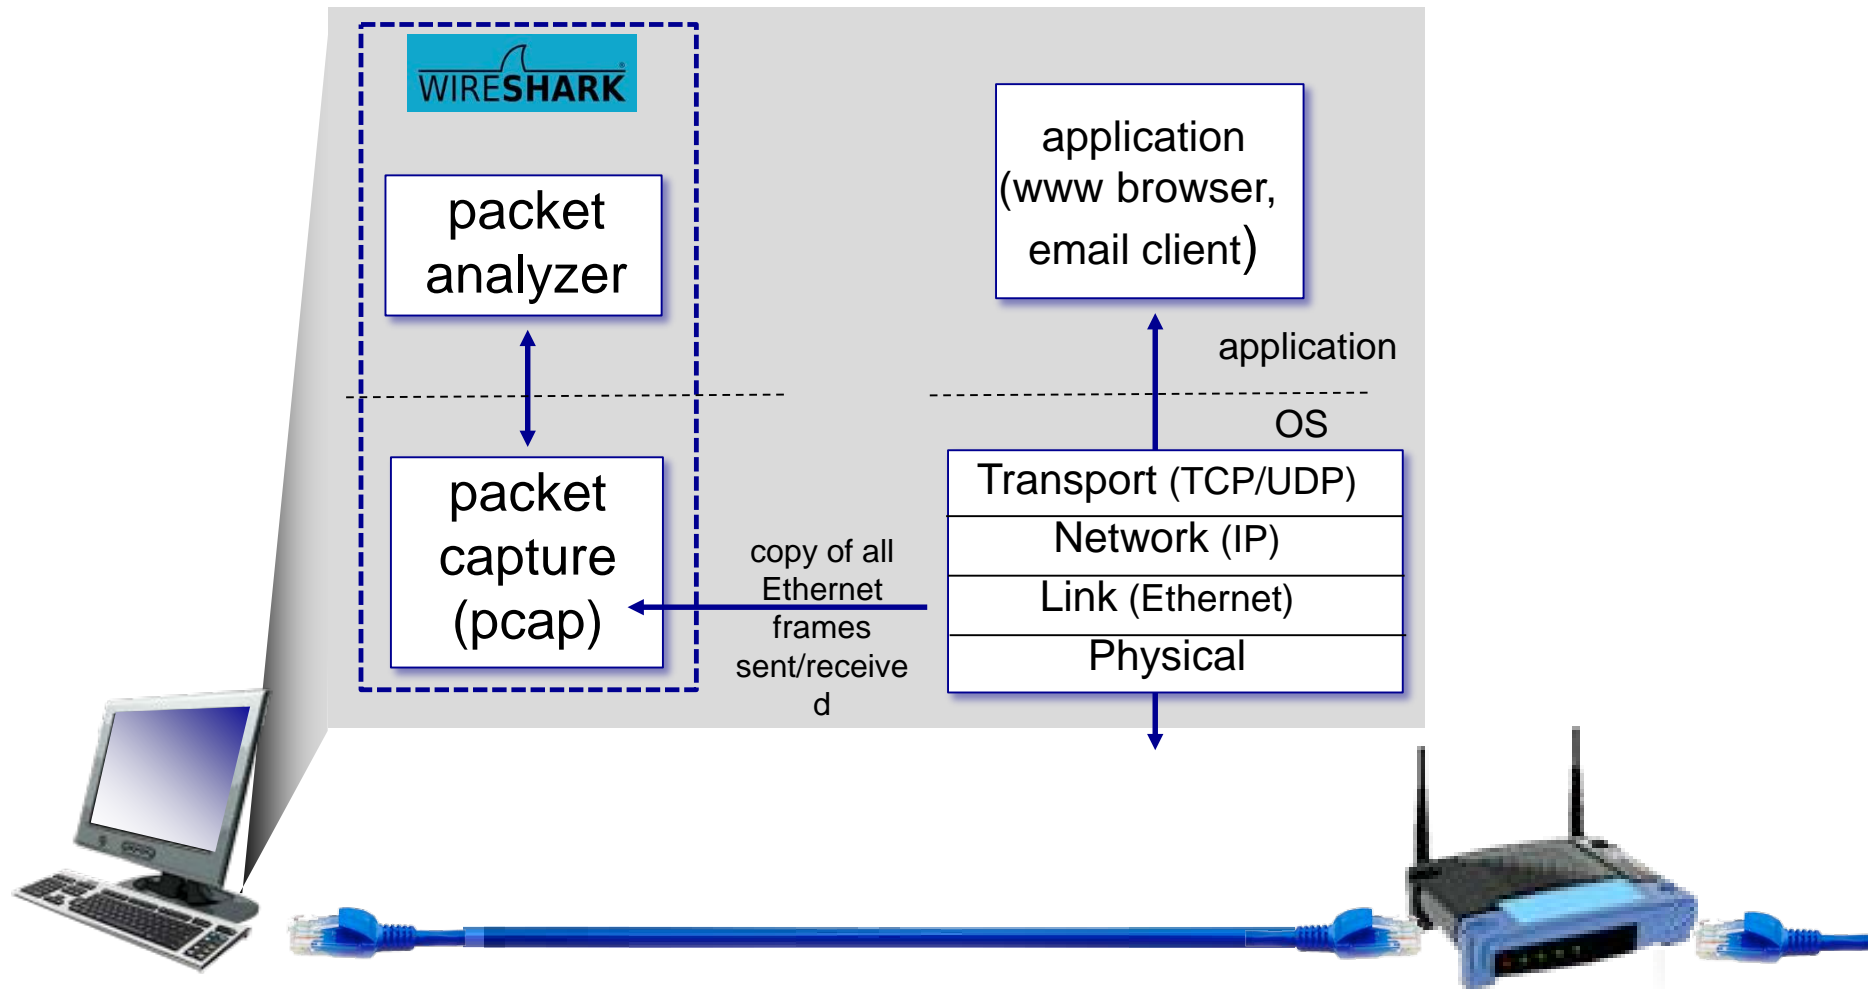 WIRESHARK
packet
analyzer
packet
capture
(pcap)
copy of all
Ethernet
frames
sent/receive
d
application
(www browser,
email client)
application
OS
Transport (TCP/UDP)
Network (IP)
Link (Ethernet)
Physical